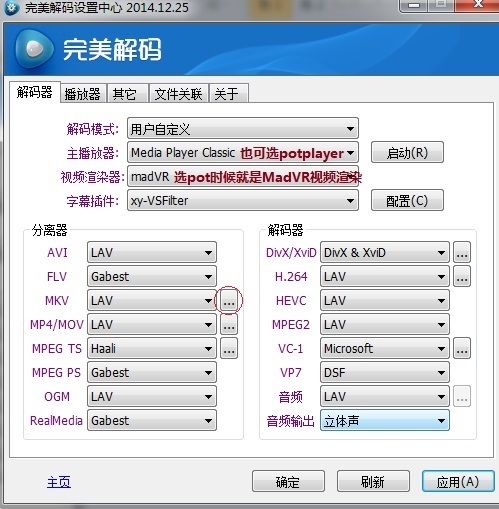 完美解码设置中心 2014.12.25
完美解码
解码器 播放器 其它 文件关联 关于
解码模式: 用户自定义
主播放器: Media Player Classic 也可选potplayer 启动(R)
视频渲染器: madVR 选pot时候就是MadVR视频渲染
字幕插件: xy-VSFilter 配置(C)
分离器 解码器
AVI LAV DivX/XviD DivX & XviD ...
FLV Gabest H.264 LAV ...
MKV LAV ... HEVC LAV
MP4/MOV LAV ... MPEG2 LAV
MPEG TS Haali ... VC-1 Microsoft ...
MPEG PS Gabest VP7 DSF
OGM LAV 音频 LAV ...
RealMedia Gabest 音频输出 立体声
主页 确定 刷新 应用(A)